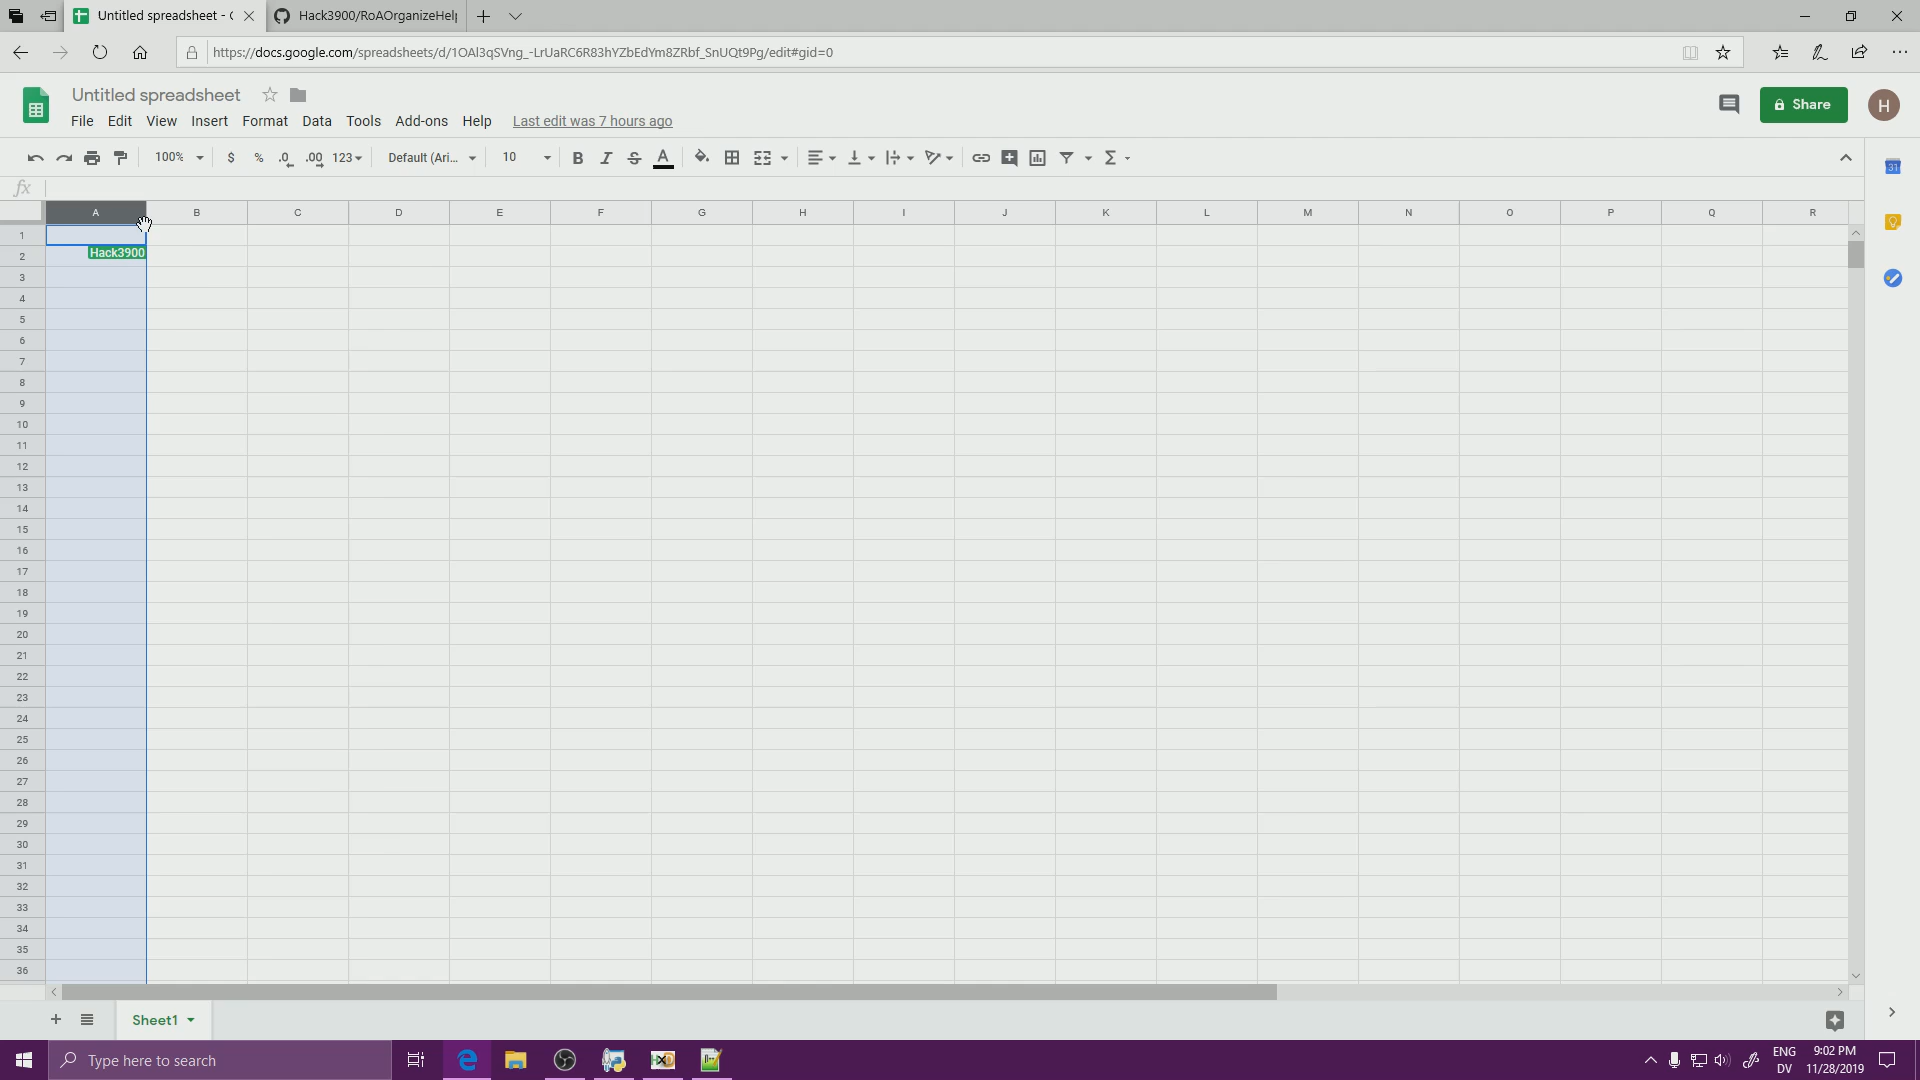 Untitled spreadsheet - Hack3900/RoAOrganizeHel
https://docs.google.com/spreadsheets/d/1OAl3qSVng_-LrUaRC6R83hYZbEdYm8ZRbf_SnUQt9Pg/edit#gid=0
Untitled spreadsheet
Share
H
File Edit View Insert Format Data Tools Add-ons Help Last edit was 7 hours ago
100% $ % .0 .00 123 Default (Ari... 10 B I S A Σ
31
fx
A B C D E F G H I J K L M N O P Q R
1
2 Hack3900
3
4
5
6
7
8
9
10
11
12
13
14
15
16
17
18
19
20
21
22
23
24
25
26
27
28
29
30
31
32
33
34
35
36
Sheet1
Type here to search
ENG 9:02 PM
DV 11/28/2019